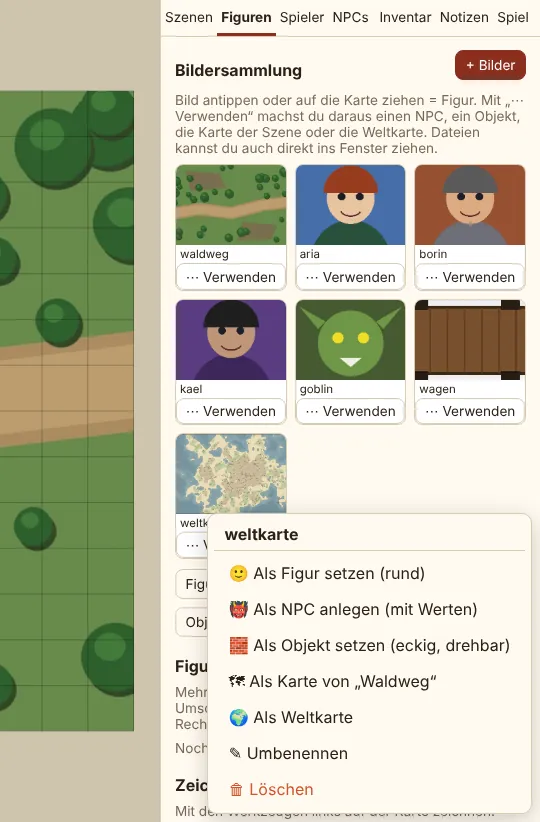 Szenen Figuren Spieler NPCs Inventar Notizen Spiel
Bildersammlung
+ Bilder
Bild antippen oder auf die Karte ziehen = Figur. Mit „⋯
Verwenden“ machst du daraus einen NPC, ein Objekt,
die Karte der Szene oder die Weltkarte. Dateien
kannst du auch direkt ins Fenster ziehen.
waldweg aria borin
⋯ Verwenden ⋯ Verwenden ⋯ Verwenden
kael goblin wagen
⋯ Verwenden ⋯ Verwenden ⋯ Verwenden
weltkarte
🙂 Als Figur setzen (rund)
👹 Als NPC anlegen (mit Werten)
🧱 Als Objekt setzen (eckig, drehbar)
🗺 Als Karte von „Waldweg“
🌍 Als Weltkarte
✎ Umbenennen
🗑 Löschen
Noch
Mit den Werkzeugen links auf der Karte zeichnen.